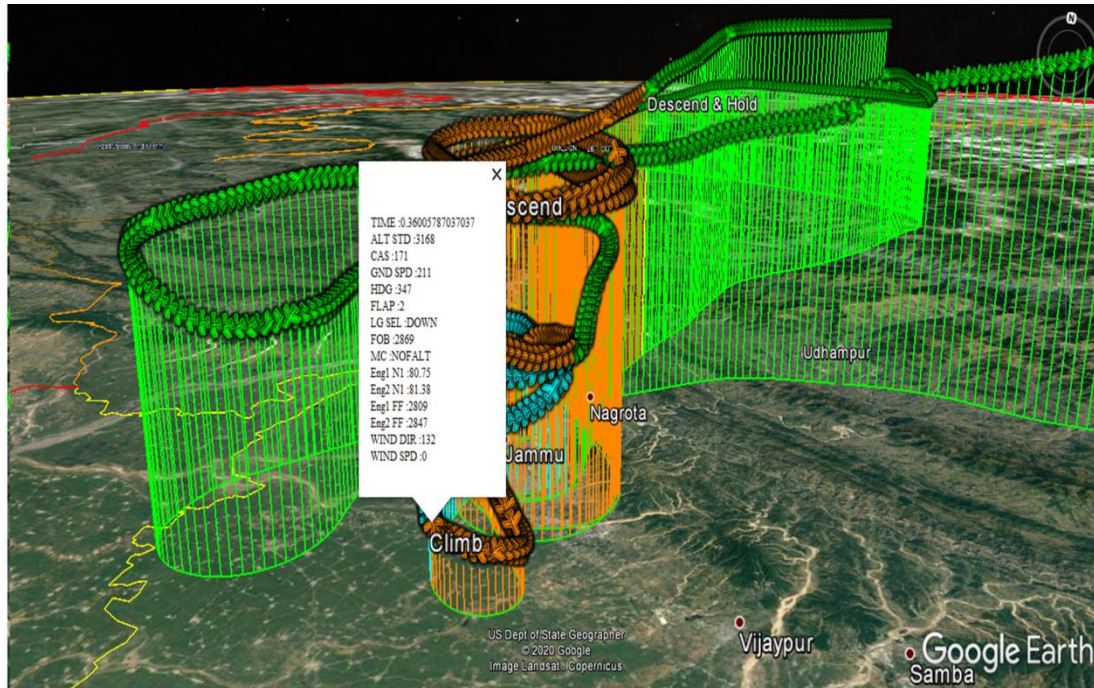 N
Descend & Hold
×
scend
TIME :0.36005787037037
ALT STD :3168
CAS :171
GND SPD :211
HDG :347
FLAP :2
LG SEL :DOWN
FOB :2869
MC :NOFALT
Eng1 N1 :80.75
Eng2 N1 :81.38
Eng1 FF :2809
Eng2 FF :2847
WIND DIR :132
WIND SPD :0
Udhampur
Nagrota
Jammu
Climb
US Dept of State Geographer
© 2020 Google
Image Landsat / Copernicus
Vijaypur
Google Earth
Samba